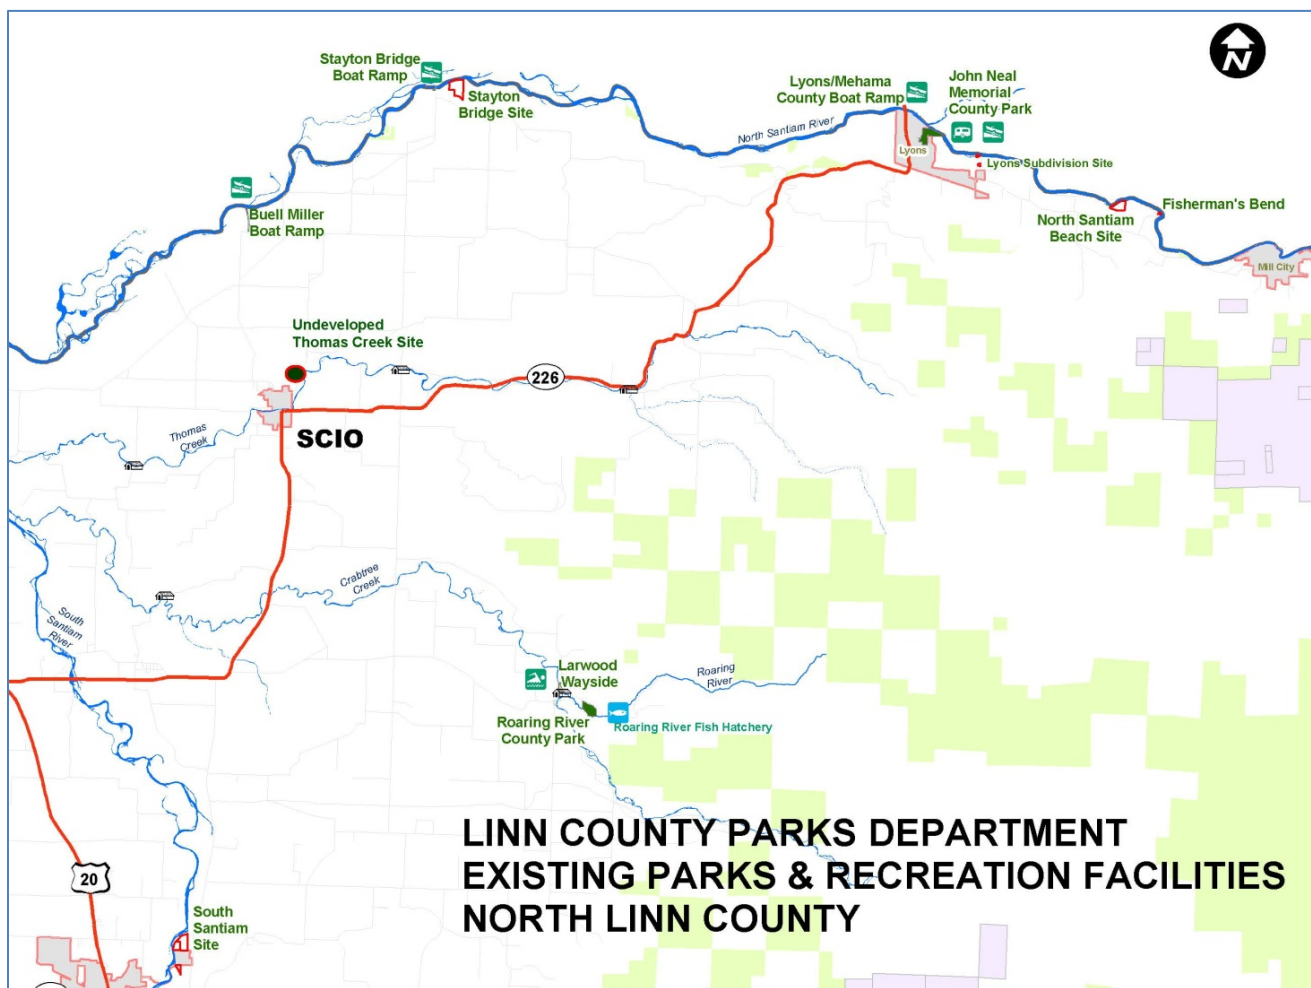 Stayton Bridge
Boat Ramp
Stayton
Bridge Site
Lyons/Mehama
County Boat Ramp
John Neal
Memorial
County Park
N
North Santiam River
Lyons
Lyons Subdivision Site
Buell Miller
Boat Ramp
North Santiam
Beach Site
Fisherman's Bend
Mill City
Undeveloped
Thomas Creek Site
226
Thomas
Creek
SCIO
Crabtree
Creek
South
Santiam
River
Larwood
Wayside
Roaring
River
Roaring River
County Park
Roaring River Fish Hatchery
LINN COUNTY PARKS DEPARTMENT
EXISTING PARKS & RECREATION FACILITIES
NORTH LINN COUNTY
20
South
Santiam
Site